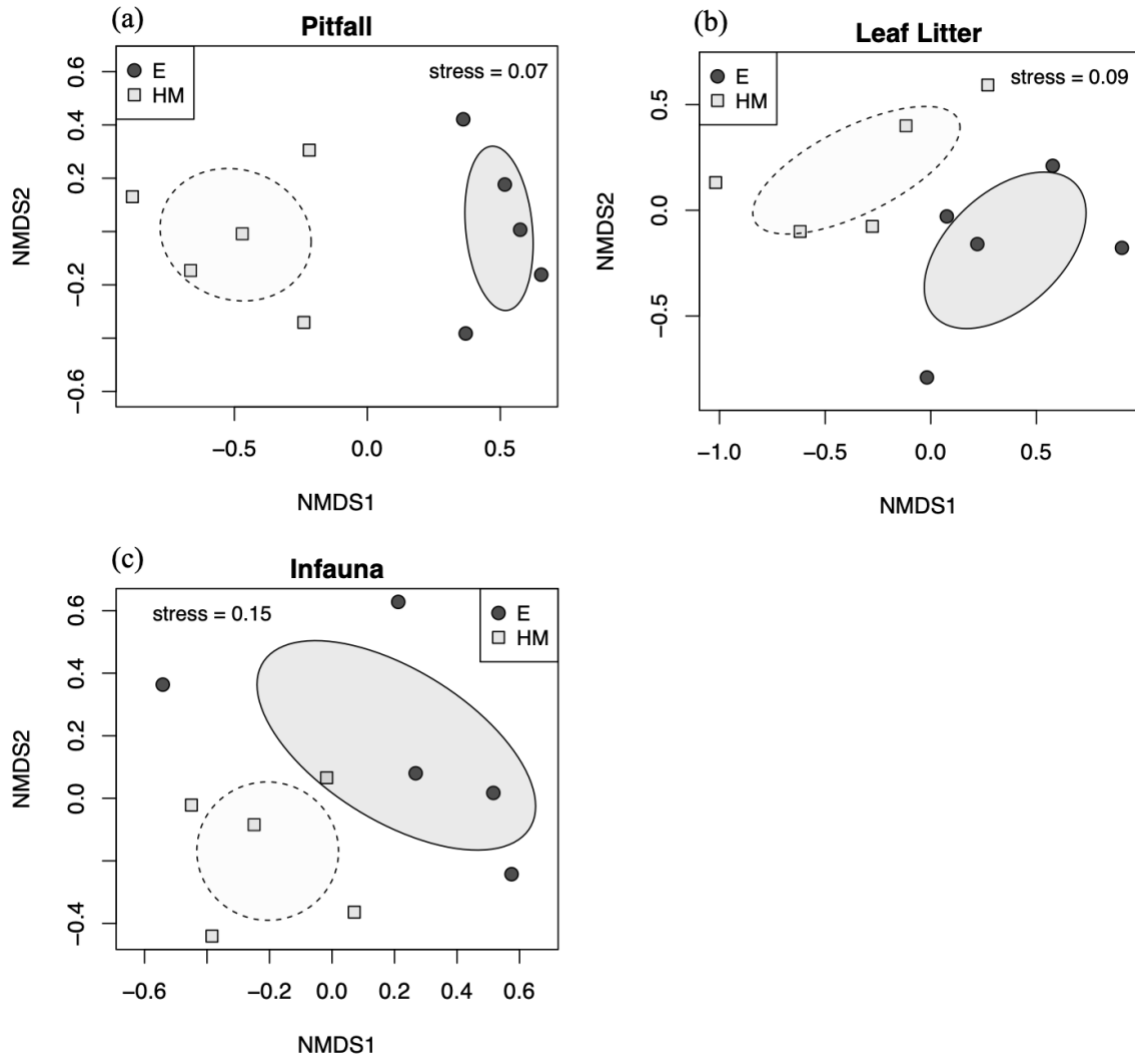 (a)
Pitfall
E
HM
stress = 0.07
0.6
0.4
0.2
−0.2
−0.6
NMDS2
−0.5
0.0
0.5
NMDS1
(b)
Leaf Litter
E
HM
stress = 0.09
0.5
0.0
−0.5
NMDS2
−1.0
−0.5
0.0
0.5
NMDS1
(c)
Infauna
stress = 0.15
E
HM
0.6
0.4
0.2
0.0
−0.4
NMDS2
−0.6
−0.2
0.0
0.2
0.4
0.6
NMDS1